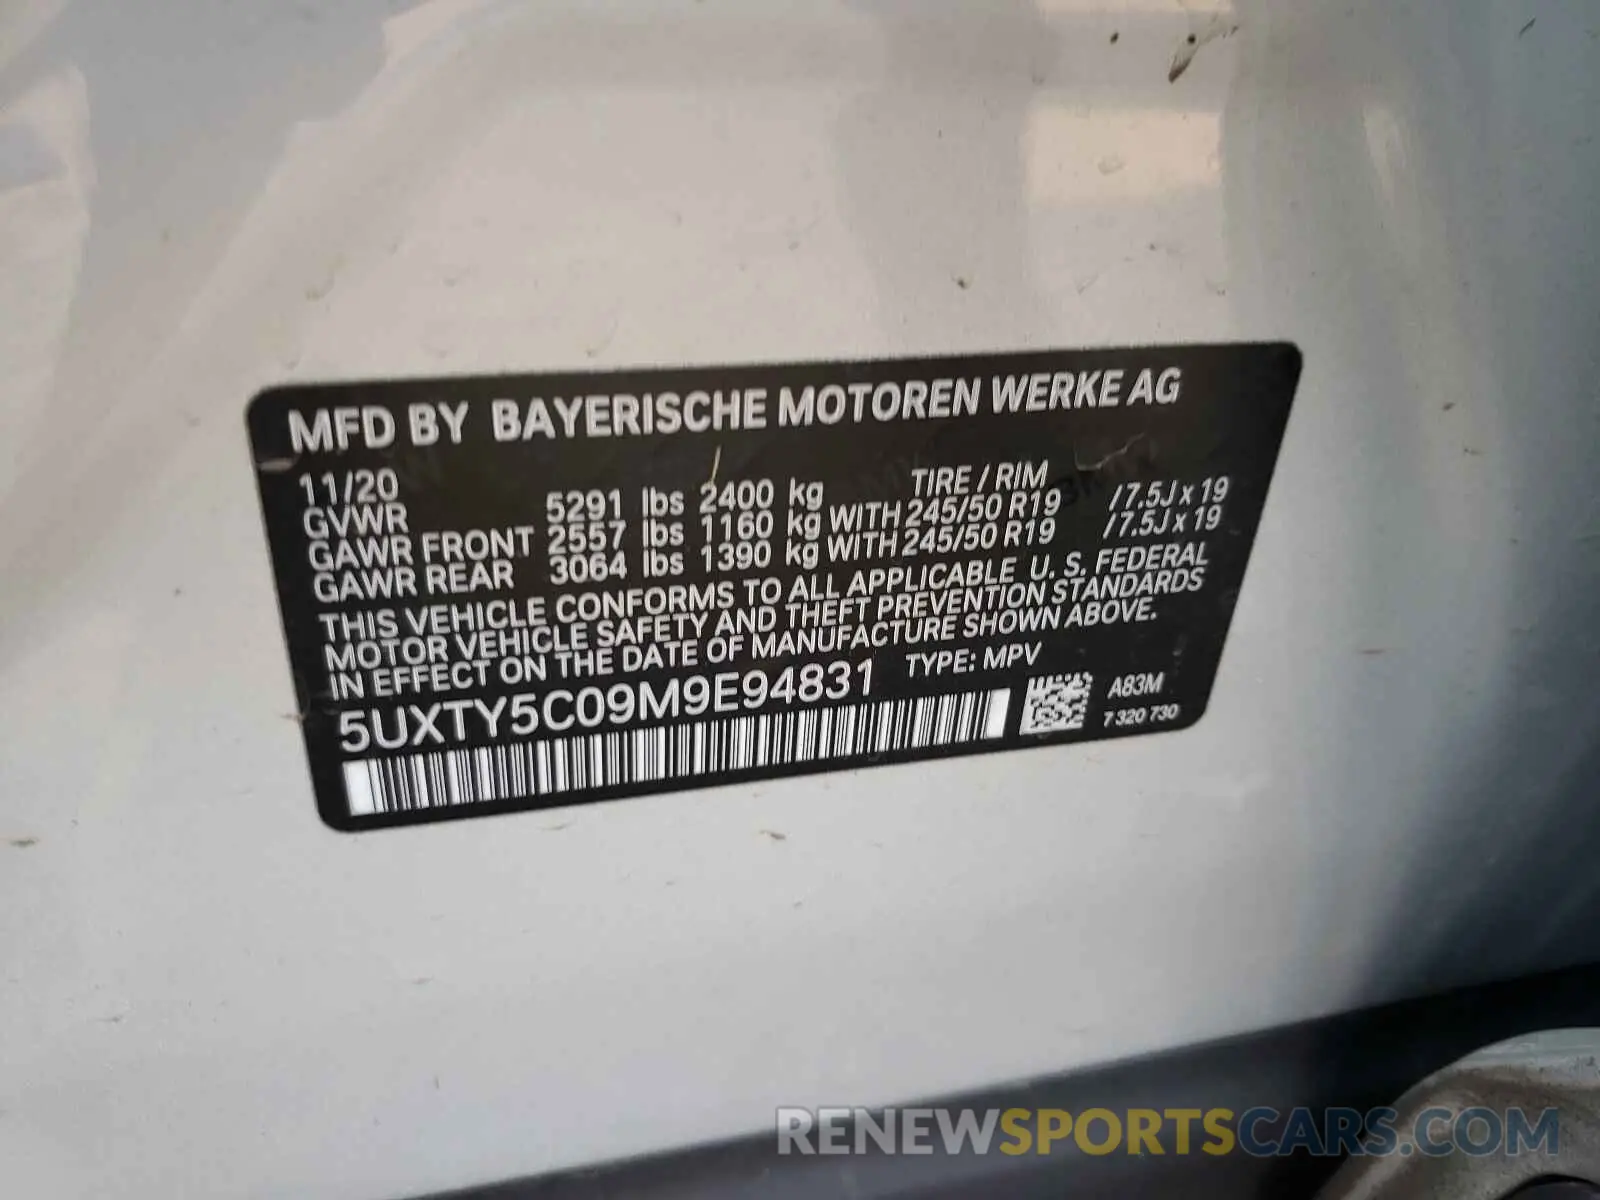 MFD BY BAYERISCHE MOTOREN WERKE AG
11/20 TIRE / RIM
GVWR 5291 lbs 2400 kg
GAWR FRONT 2557 lbs 1160 kg WITH 245/50 R19 /7.5J x 19
GAWR REAR 3064 lbs 1390 kg WITH 245/50 R19 /7.5J x 19
THIS VEHICLE CONFORMS TO ALL APPLICABLE U. S. FEDERAL
MOTOR VEHICLE SAFETY AND THEFT PREVENTION STANDARDS
IN EFFECT ON THE DATE OF MANUFACTURE SHOWN ABOVE.
5UXTY5C09M9E94831 TYPE: MPV
A83M
7 320 730
RENEWSPORTSCARS.COM